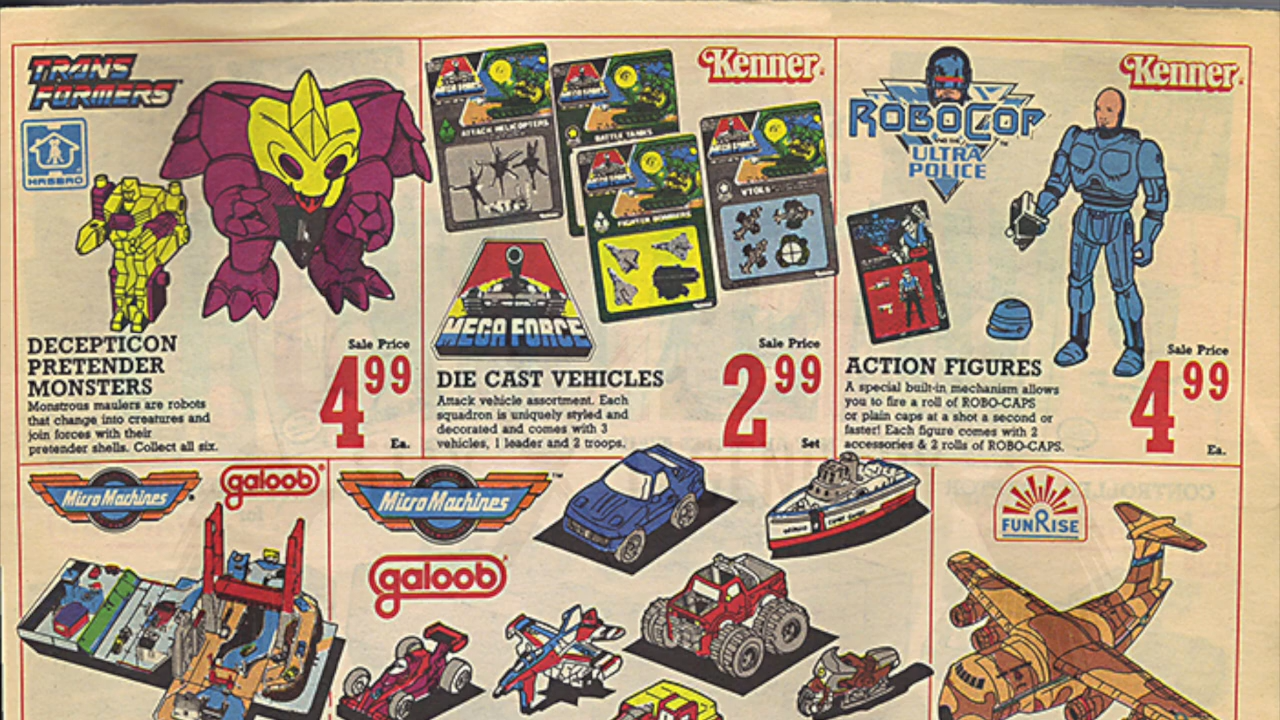 TRANS
FORMERS
HASBRO
DECEPTICON
PRETENDER
MONSTERS
Monstrous maulers are robots
that change into creatures and
join forces with their
pretender shells. Collect all six.
Sale Price
4 99
Ea.
Kenner
MEGA FORCE
ATTACK HELICOPTERS
BATTLE TANKS
FIGHTER BOMBERS
VTOLs
MEGA FORCE
DIE CAST VEHICLES
Attack vehicle assortment. Each
squadron is uniquely styled and
decorated and comes with 3
vehicles, 1 leader and 2 troops.
Sale Price
2 99
Set
Kenner
ROBOCOP
AND THE
ULTRA
POLICE
ACTION FIGURES
A special built-in mechanism allows
you to fire a roll of ROBO-CAPS
or plain caps at a shot a second or
faster! Each figure comes with 2
accessories & 2 rolls of ROBO-CAPS.
Sale Price
4 99
Ea.
Micro Machines
galoob
Micro Machines
galoob
FUNRISE